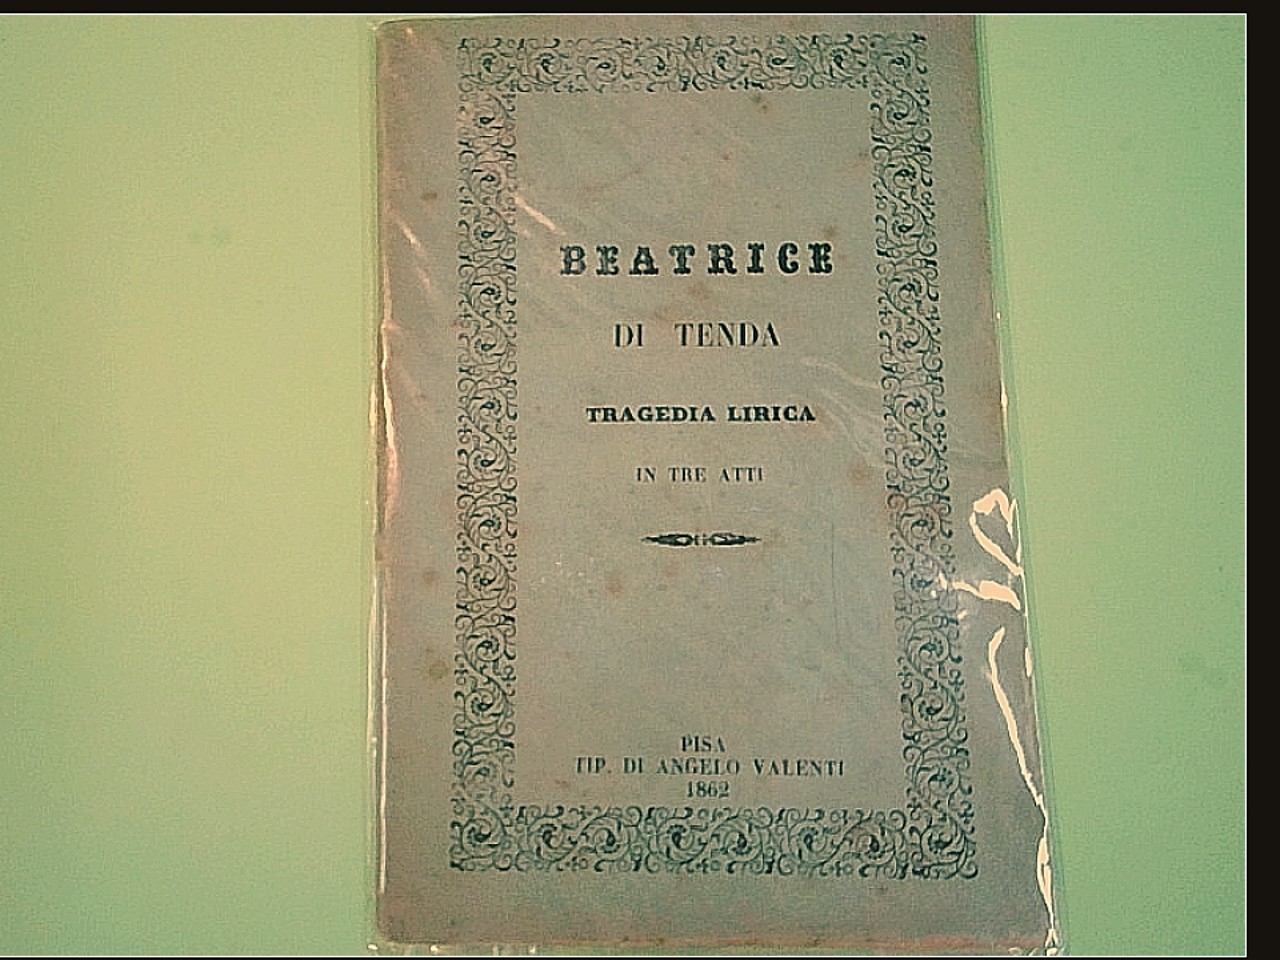 BEATRICE
DI TENDA
TRAGEDIA LIRICA
IN TRE ATTI
PISA
TIP. DI ANGELO VALENTI
1862